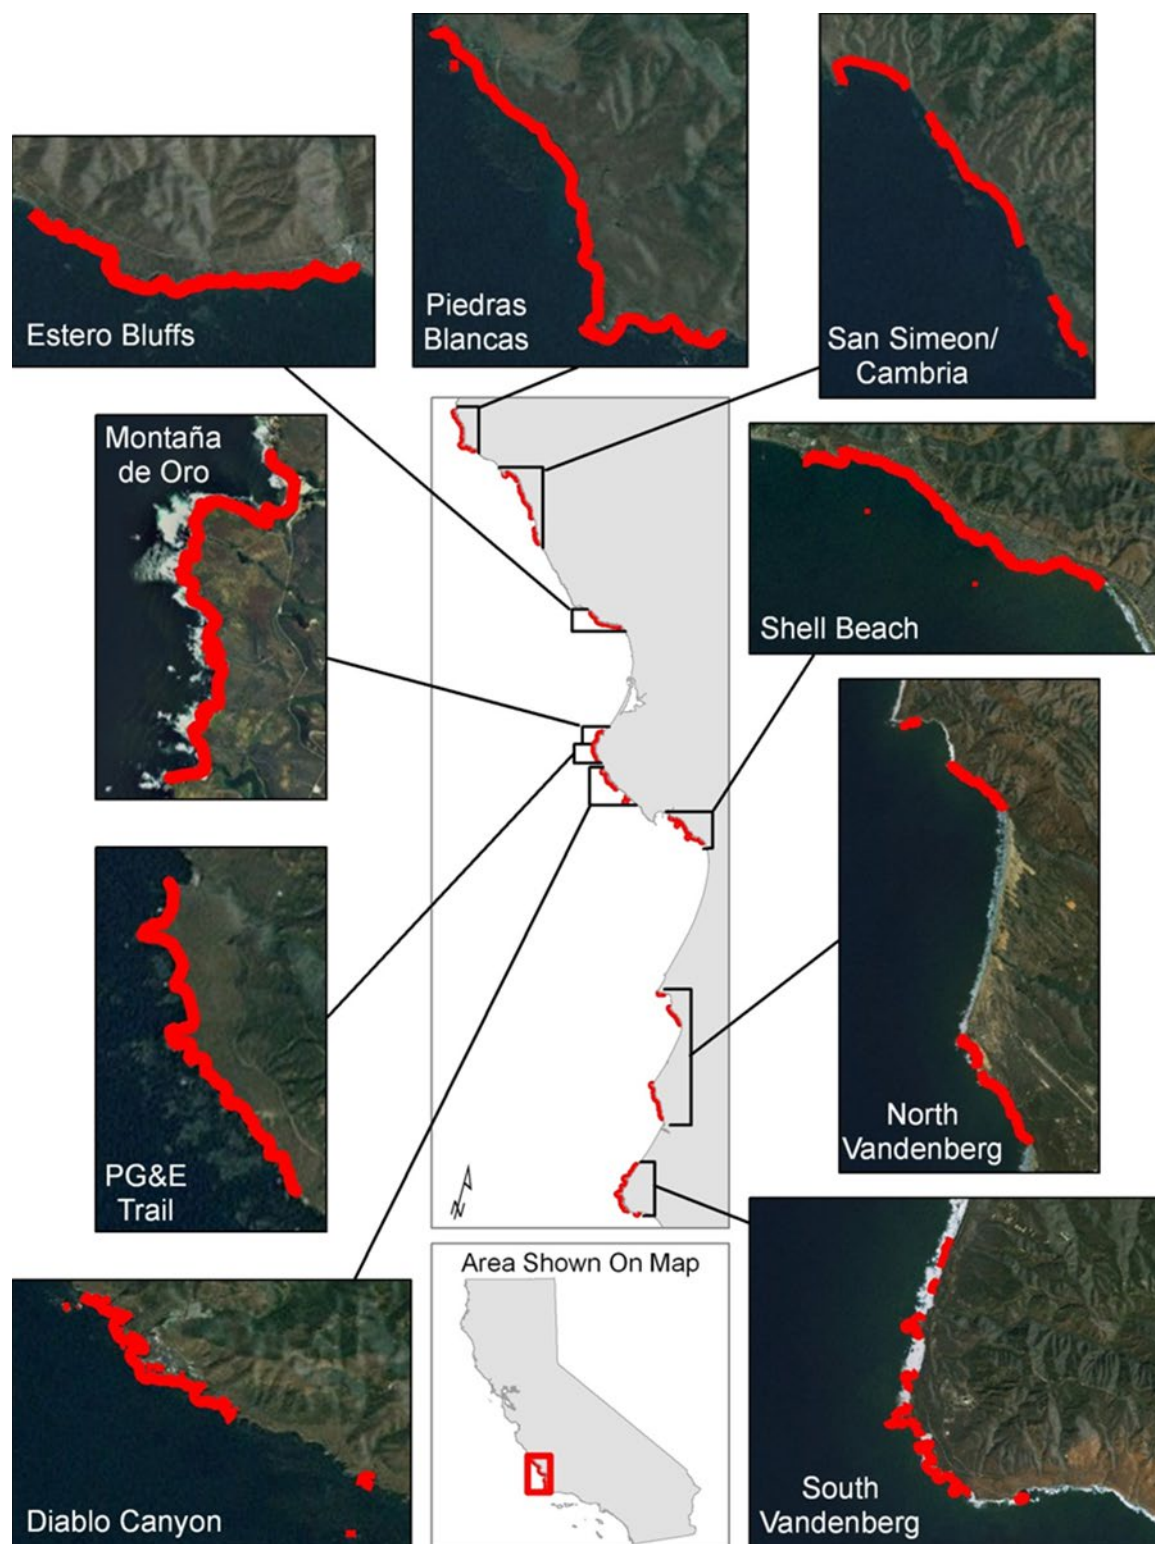 Piedras
Blancas
San Simeon/
Cambria
Estero Bluffs
Montaña
de Oro
Shell Beach
PG&E
Trail
North
Vandenberg
N
Area Shown On Map
Diablo Canyon
South
Vandenberg